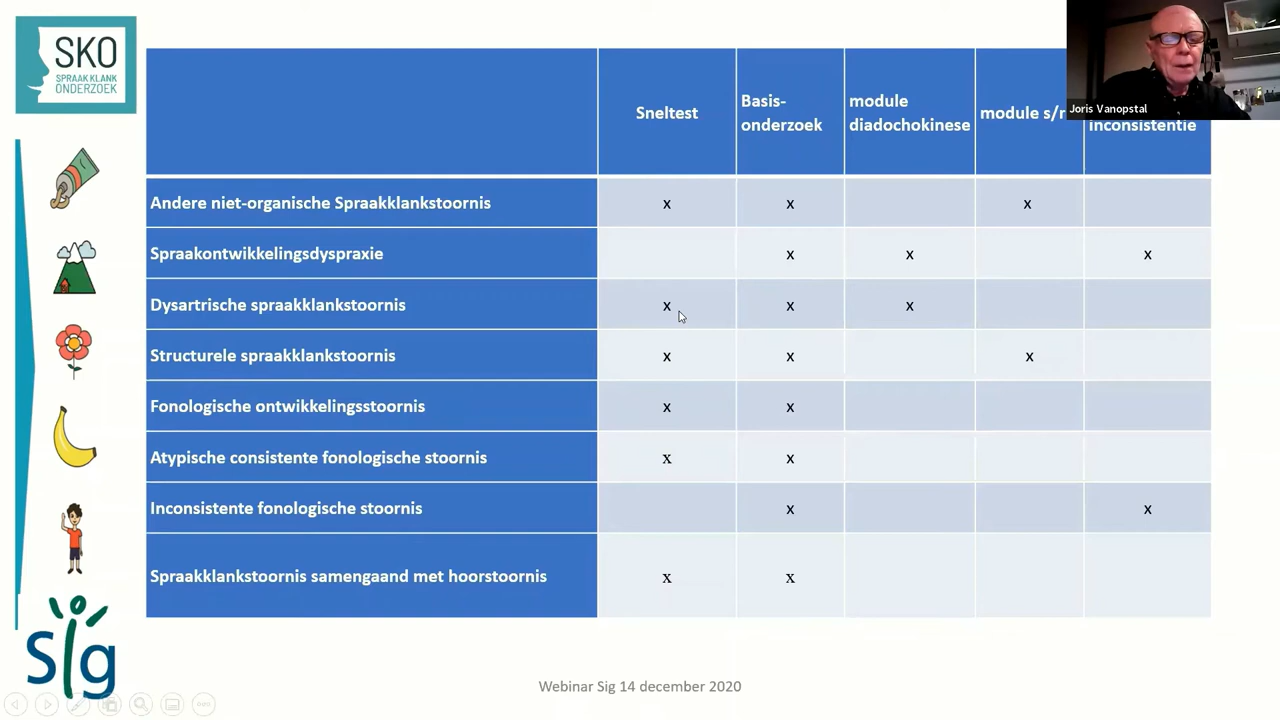 SKO
SPRAAK KLANK
ONDERZOEK
Sneltest
Basis-
onderzoek
module
diadochokinese
module s/r
inconsistentie
Joris Vanopstal
Andere niet-organische Spraakklankstoornis x x x
Spraakontwikkelingsdyspraxie x x x
Dysartrische spraakklankstoornis x x x
Structurele spraakklankstoornis x x x
Fonologische ontwikkelingsstoornis x x
Atypische consistente fonologische stoornis x x
Inconsistente fonologische stoornis x x
Spraakklankstoornis samengaand met hoorstoornis x x
Sig
Webinar Sig 14 december 2020